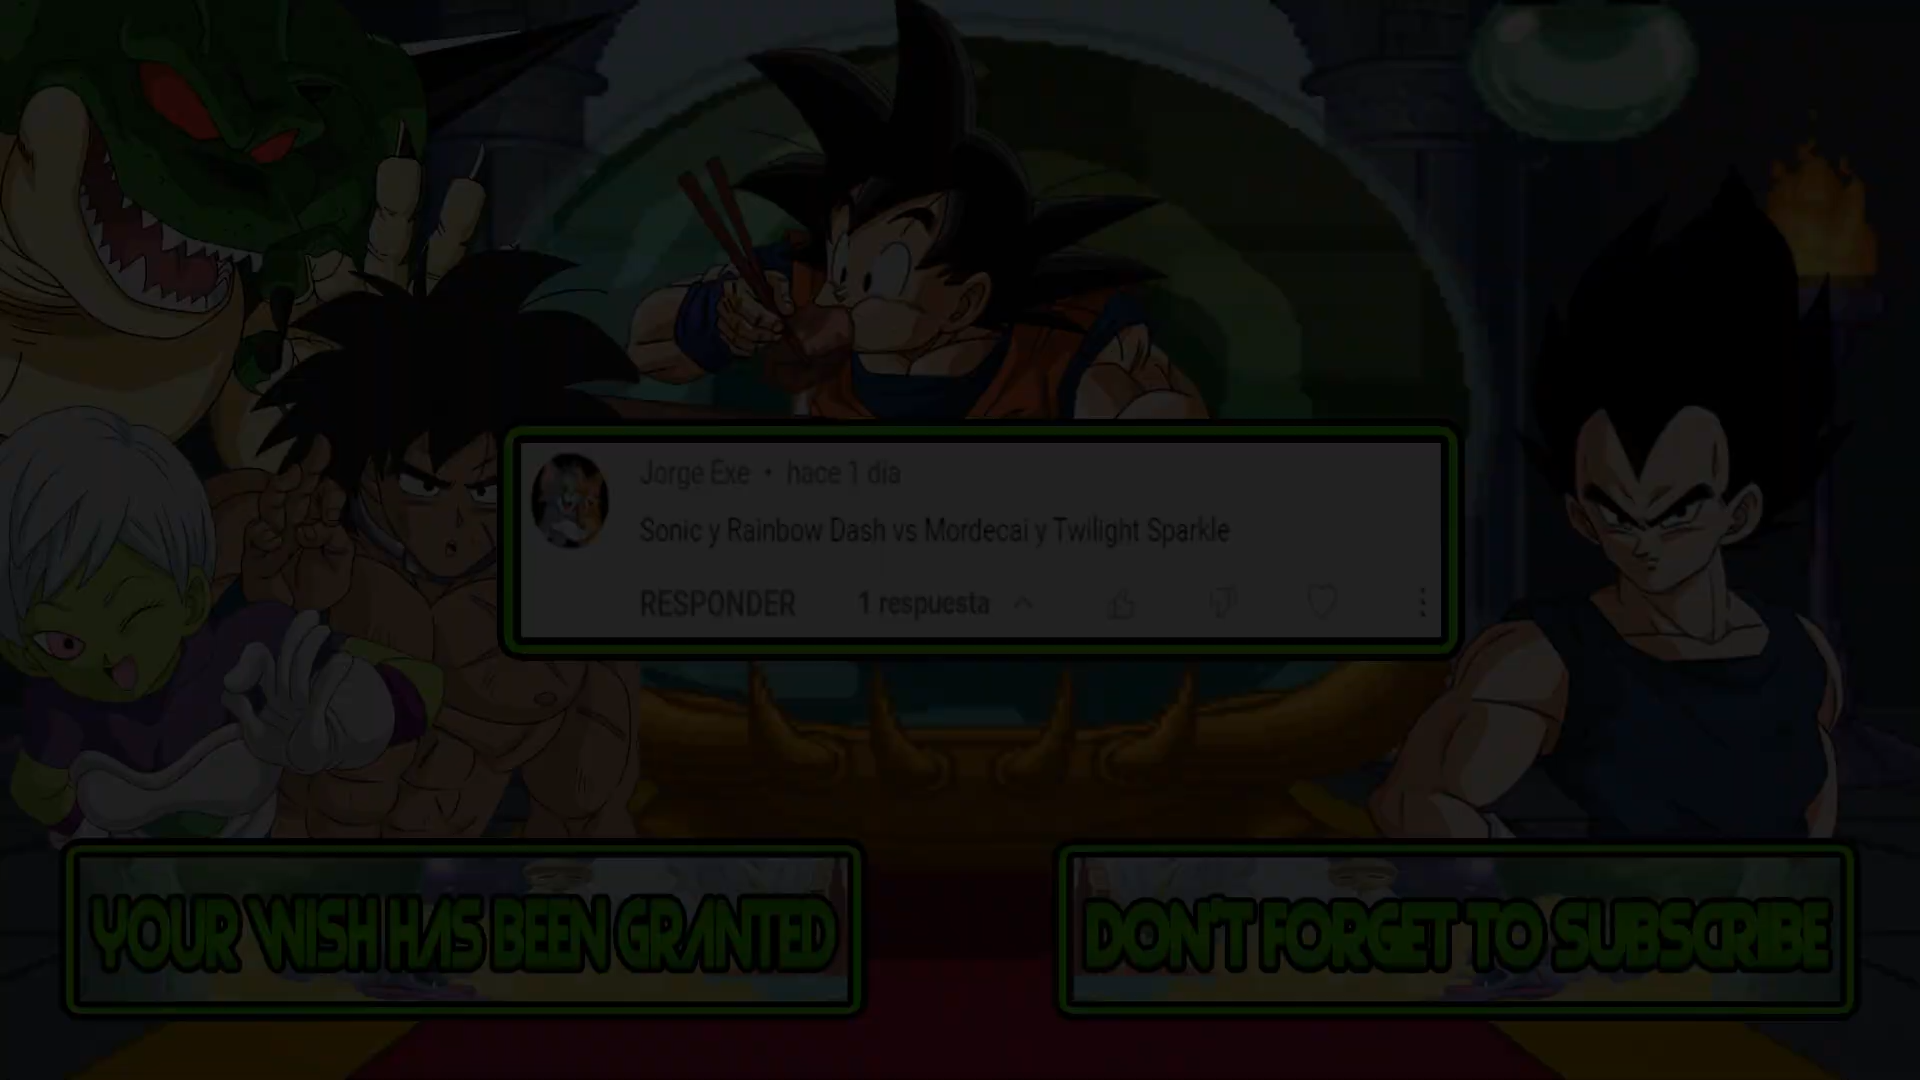 Jorge Exe • hace 1 dia
Sonic y Rainbow Dash vs Mordecai y Twilight Sparkle
RESPONDER 1 respuesta
YOUR WISH HAS BEEN GRANTED
DON'T FORGET TO SUBSCRIBE